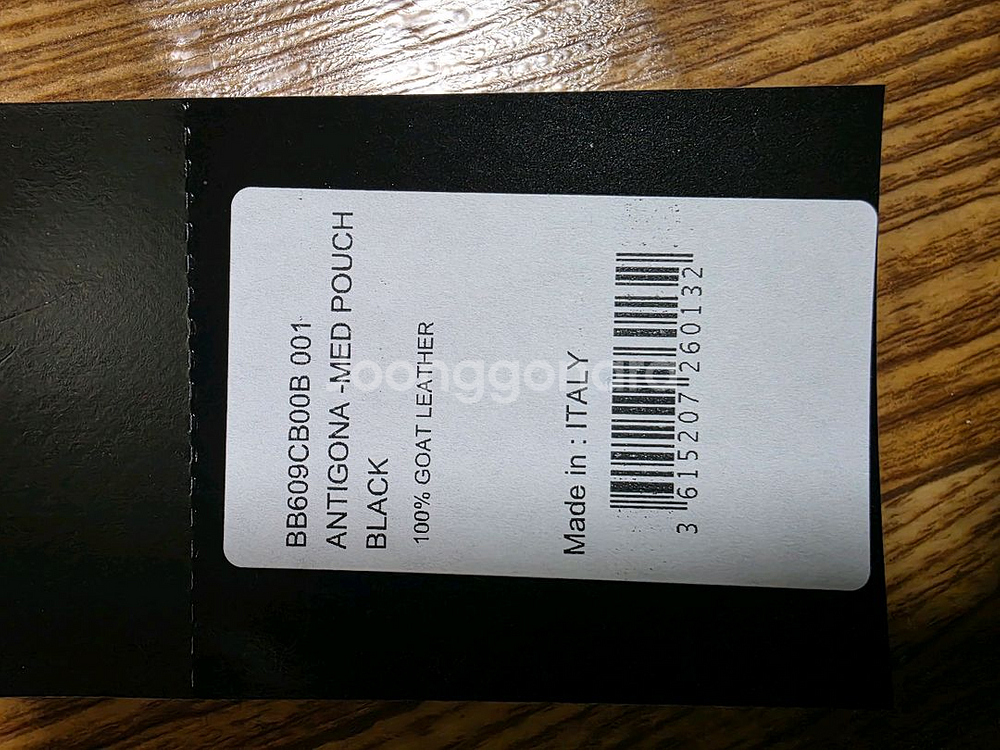 BB609CB00B 001
ANTIGONA -MED POUCH
BLACK
100% GOAT LEATHER
Made in : ITALY
3 615207 260132